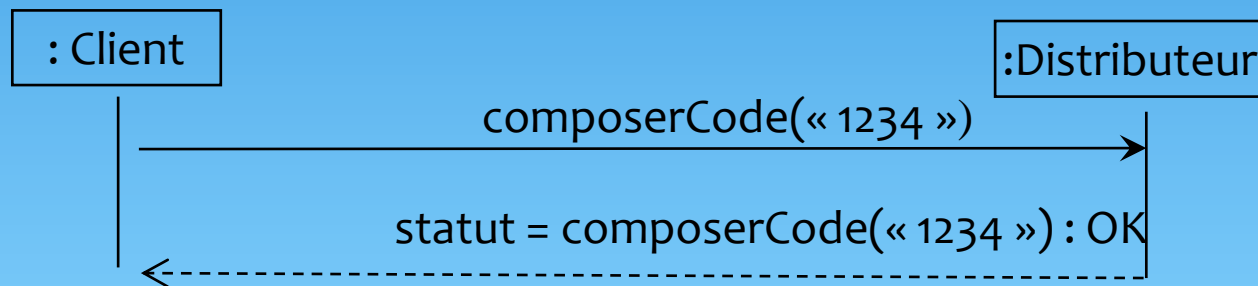 : Client
:Distributeur
composerCode(« 1234 »)
statut = composerCode(« 1234 ») : OK